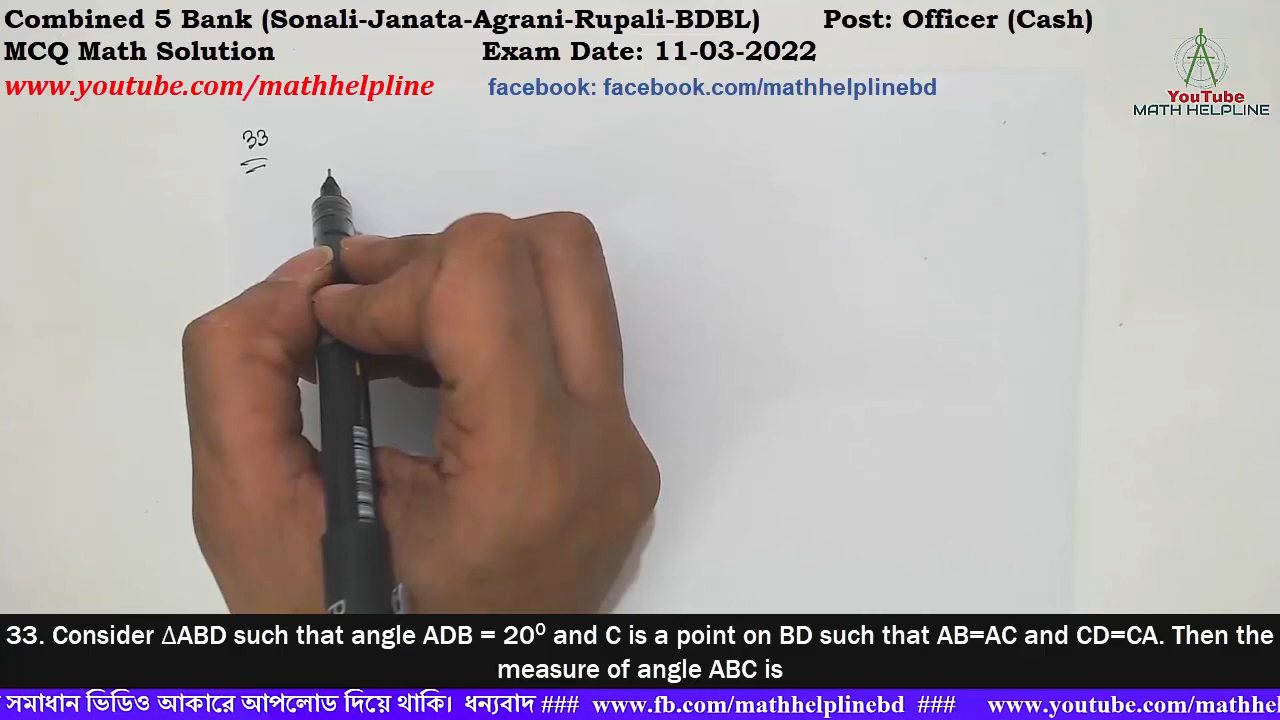 Combined 5 Bank (Sonali-Janata-Agrani-Rupali-BDBL) Post: Officer (Cash)
MCQ Math Solution Exam Date: 11-03-2022
www.youtube.com/mathhelpline facebook: facebook.com/mathhelplinebd
YouTube
MATH HELPLINE
33
33. Consider ΔABD such that angle ADB = 20⁰ and C is a point on BD such that AB=AC and CD=CA. Then the
measure of angle ABC is
সমাধান ভিডিও আকারে আপলোড দিয়ে থাকি। ধন্যবাদ ### www.fb.com/mathhelplinebd ### www.youtube.com/mathhel